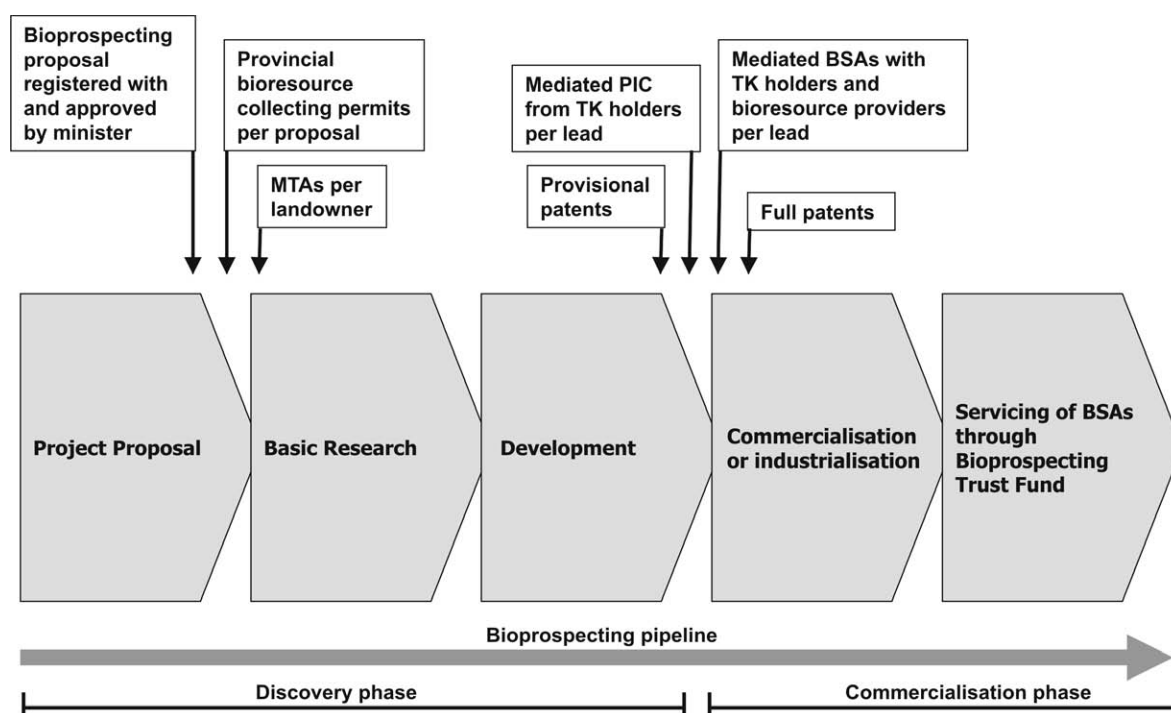 Bioprospecting
proposal
registered with
and approved
by minister
Provincial
bioresource
collecting permits
per proposal
MTAs per
landowner
Mediated PIC
from TK holders
per lead
Provisional
patents
Mediated BSAs with
TK holders and
bioresource providers
per lead
Full patents
Project Proposal
Basic Research
Development
Commercialisation
or industrialisation
Servicing of BSAs
through
Bioprospecting
Trust Fund
Bioprospecting pipeline
Discovery phase
Commercialisation phase